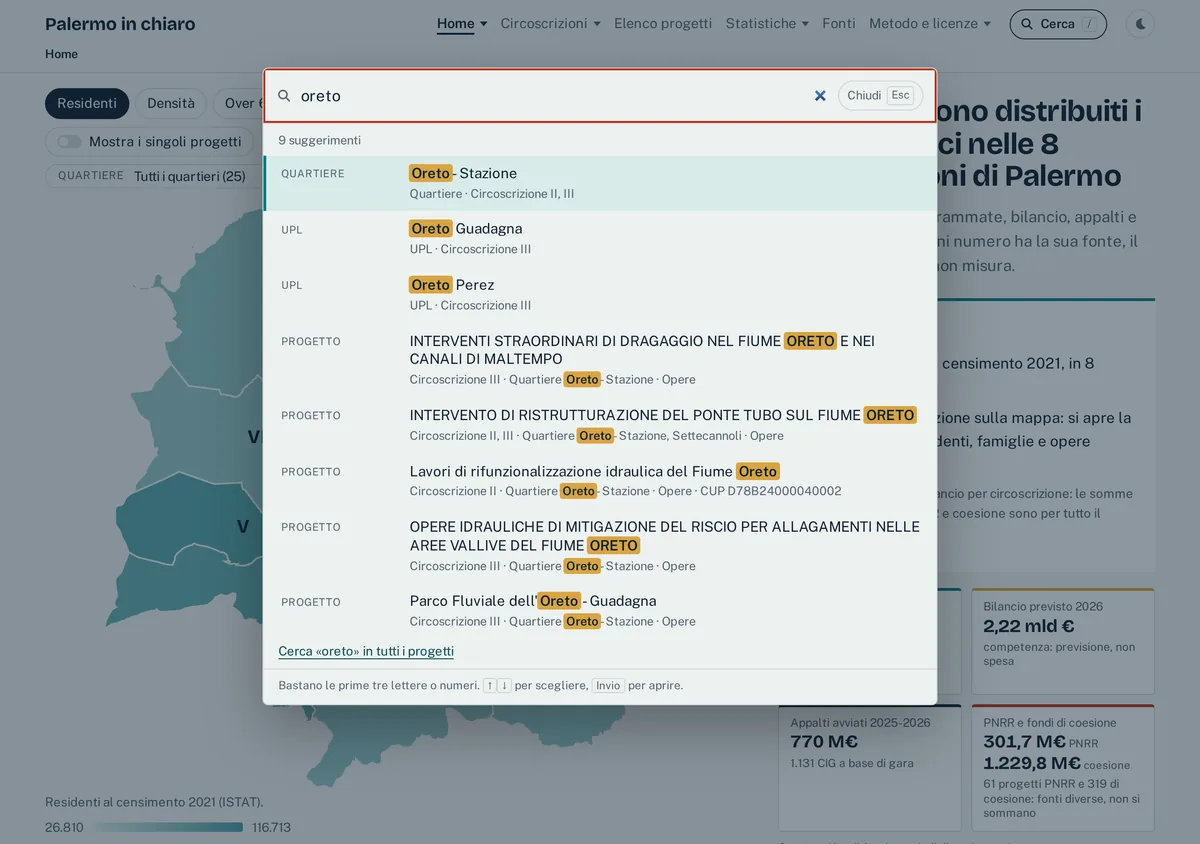 Palermo in chiaro
Home Circoscrizioni Elenco progetti Statistiche Fonti Metodo e licenze Cerca /
Home
Residenti Densità Over
Mostra i singoli progetti
QUARTIERE Tutti i quartieri (25)
oreto
Chiudi Esc
9 suggerimenti
QUARTIERE
Oreto - Stazione
Quartiere · Circoscrizione II, III
UPL
Oreto Guadagna
UPL · Circoscrizione III
UPL
Oreto Perez
UPL · Circoscrizione III
PROGETTO
INTERVENTI STRAORDINARI DI DRAGAGGIO NEL FIUME ORETO E NEI
CANALI DI MALTEMPO
Circoscrizione III · Quartiere Oreto - Stazione · Opere
PROGETTO
INTERVENTO DI RISTRUTTURAZIONE DEL PONTE TUBO SUL FIUME ORETO
Circoscrizioni II, III · Quartiere Oreto - Stazione, Settecannoli · Opere
PROGETTO
Lavori di rifunzionalizzazione idraulica del Fiume Oreto
Circoscrizione II · Quartiere Oreto - Stazione · Opere · CUP D78B24000040002
PROGETTO
OPERE IDRAULICHE DI MITIGAZIONE DEL RISCIO PER ALLAGAMENTI NELLE
AREE VALLIVE DEL FIUME ORETO
Circoscrizione III · Quartiere Oreto - Stazione · Opere
PROGETTO
Parco Fluviale dell'Oreto - Guadagna
Circoscrizione III · Quartiere Oreto - Stazione · Opere
Cerca «oreto» in tutti i progetti
Bastano le prime tre lettere o numeri. ↑ ↓ per scegliere, Invio per aprire.
ono distribuiti i
ci nelle 8
ni di Palermo
rammate, bilancio, appalti e
ni numero ha la sua fonte, il
non misura.
censimento 2021, in 8
zione sulla mappa: si apre la
denti, famiglie e opere
ancio per circoscrizione: le somme
e coesione sono per tutto il
V
Bilancio previsto 2026
2,22 mld €
competenza: previsione, non
spesa
Appalti avviati 2025-2026
770 M€
1.131 CIG a base di gara
PNRR e fondi di coesione
301,7 M€ PNRR
1.229,8 M€ coesione
61 progetti PNRR e 319 di
coesione: fonti diverse, non si
sommano
Residenti al censimento 2021 (ISTAT).
26.810 116.713